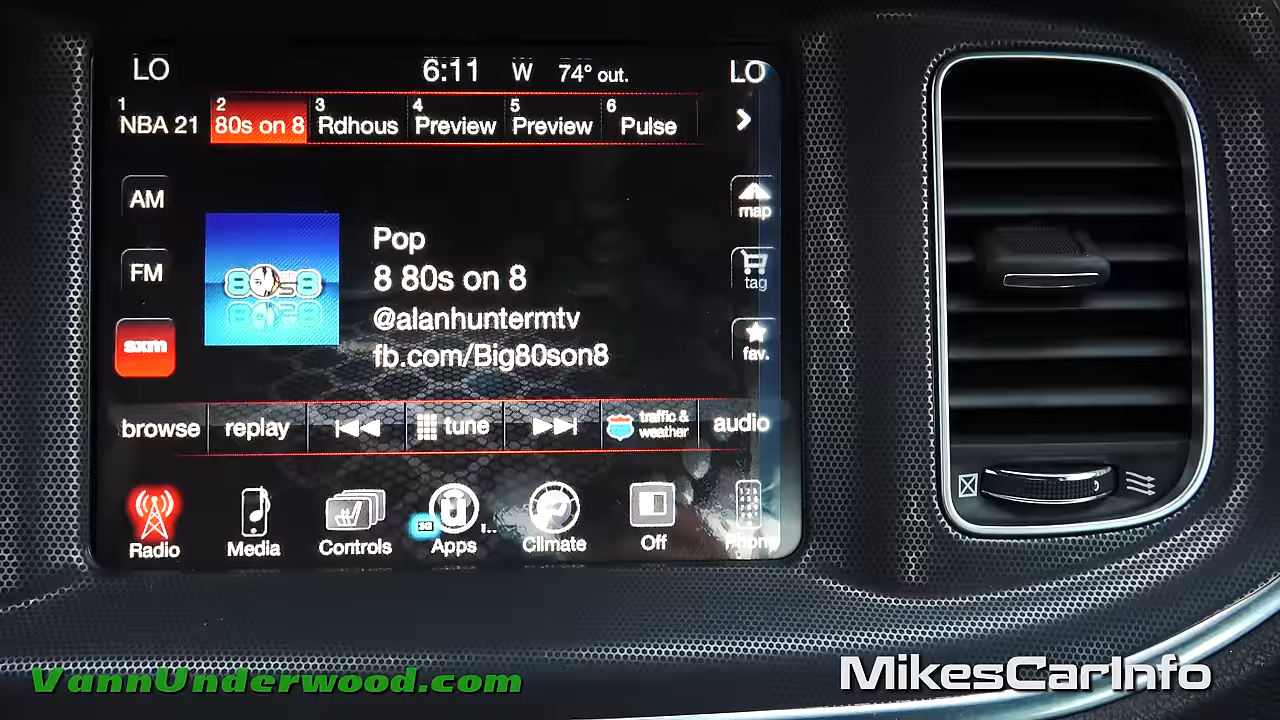 LO 6:11 W 74° out. LO
1 NBA 21 2 80s on 8 3 Rdhous 4 Preview 5 Preview 6 Pulse
AM
map
Pop
FM
8 80s on 8
tag
@alanhuntermtv
sxm
fb.com/Big80son8
fav.
browse replay tune traffic & weather audio
Radio Media Controls 3G Apps Climate Off Phone
VannUnderwood.com
MikesCarInfo